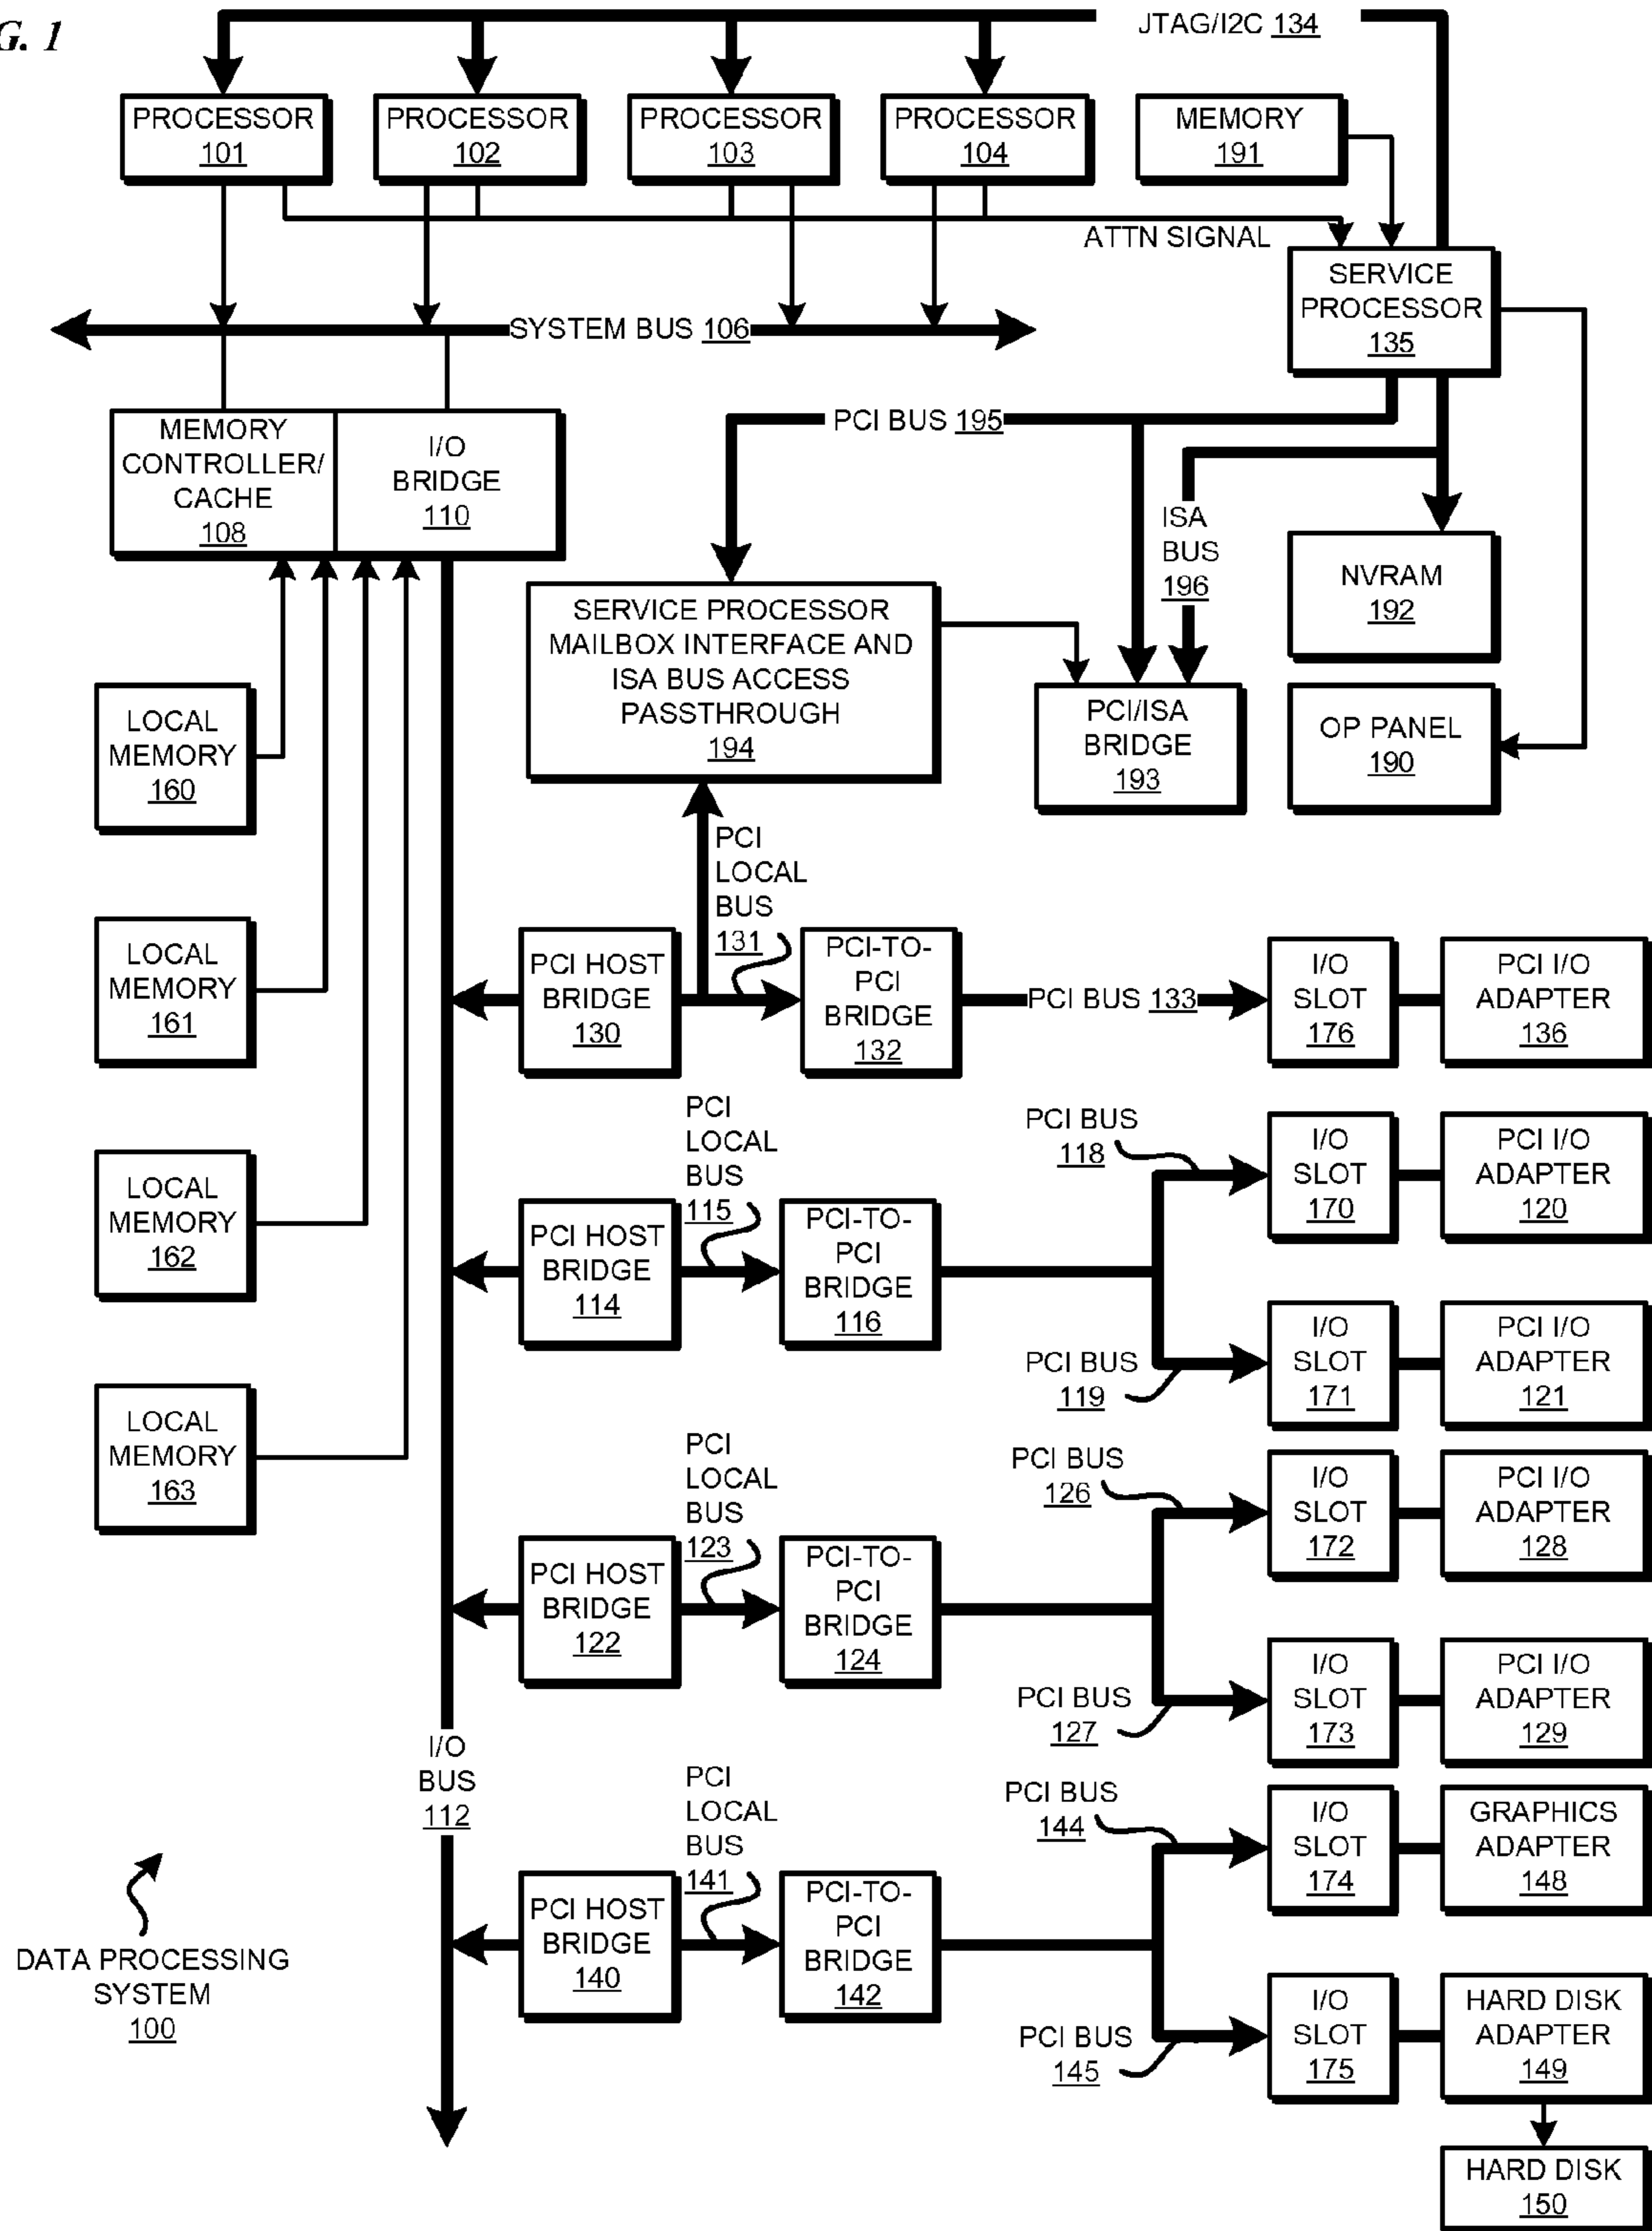 G. 1
JTAG/I2C 134
PROCESSOR
101
PROCESSOR
102
PROCESSOR
103
PROCESSOR
104
MEMORY
191
ATTN SIGNAL
SERVICE
PROCESSOR
135
SYSTEM BUS 106
MEMORY
CONTROLLER/
CACHE
108
I/O
BRIDGE
110
PCI BUS 195
ISA
BUS
196
NVRAM
192
SERVICE PROCESSOR
MAILBOX INTERFACE AND
ISA BUS ACCESS
PASSTHROUGH
194
PCI/ISA
BRIDGE
193
OP PANEL
190
LOCAL
MEMORY
160
LOCAL
MEMORY
161
LOCAL
MEMORY
162
LOCAL
MEMORY
163
PCI
LOCAL
BUS
131
PCI HOST
BRIDGE
130
PCI-TO-
PCI
BRIDGE
132
PCI BUS 133
I/O
SLOT
176
PCI I/O
ADAPTER
136
PCI
LOCAL
BUS
115
PCI HOST
BRIDGE
114
PCI-TO-
PCI
BRIDGE
116
PCI BUS
118
I/O
SLOT
170
PCI I/O
ADAPTER
120
PCI BUS
119
I/O
SLOT
171
PCI I/O
ADAPTER
121
PCI
LOCAL
BUS
123
PCI HOST
BRIDGE
122
PCI-TO-
PCI
BRIDGE
124
PCI BUS
126
I/O
SLOT
172
PCI I/O
ADAPTER
128
PCI BUS
127
I/O
SLOT
173
PCI I/O
ADAPTER
129
I/O
BUS
112
PCI
LOCAL
BUS
141
PCI HOST
BRIDGE
140
PCI-TO-
PCI
BRIDGE
142
PCI BUS
144
I/O
SLOT
174
GRAPHICS
ADAPTER
148
PCI BUS
145
I/O
SLOT
175
HARD DISK
ADAPTER
149
HARD DISK
150
DATA PROCESSING
SYSTEM
100